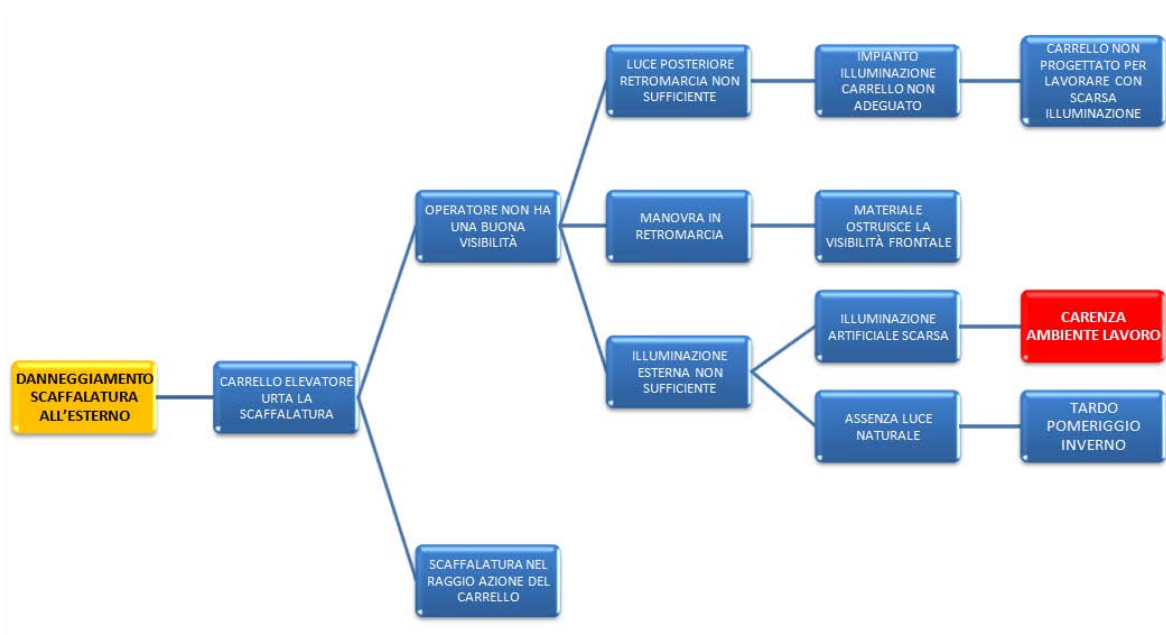 LUCE POSTERIORE
RETROMARCIA NON
SUFFICIENTE
IMPIANTO
ILLUMINAZIONE
CARRELLO NON
ADEGUATO
CARRELLO NON
PROGETTATO PER
LAVORARE CON
SCARSA
ILLUMINAZIONE
OPERATORE NON HA
UNA BUONA
VISIBILITÀ
MANOVRA IN
RETROMARCIA
MATERIALE
OSTRUISCE LA
VISIBILITÀ FRONTALE
ILLUMINAZIONE
ARTIFICIALE SCARSA
CARENZA
AMBIENTE LAVORO
DANNEGGIAMENTO
SCAFFALATURA
ALL'ESTERNO
CARRELLO ELEVATORE
URTA LA
SCAFFALATURA
ILLUMINAZIONE
ESTERNA NON
SUFFICIENTE
ASSENZA LUCE
NATURALE
TARDO
POMERIGGIO
INVERNO
SCAFFALATURA NEL
RAGGIO AZIONE DEL
CARRELLO